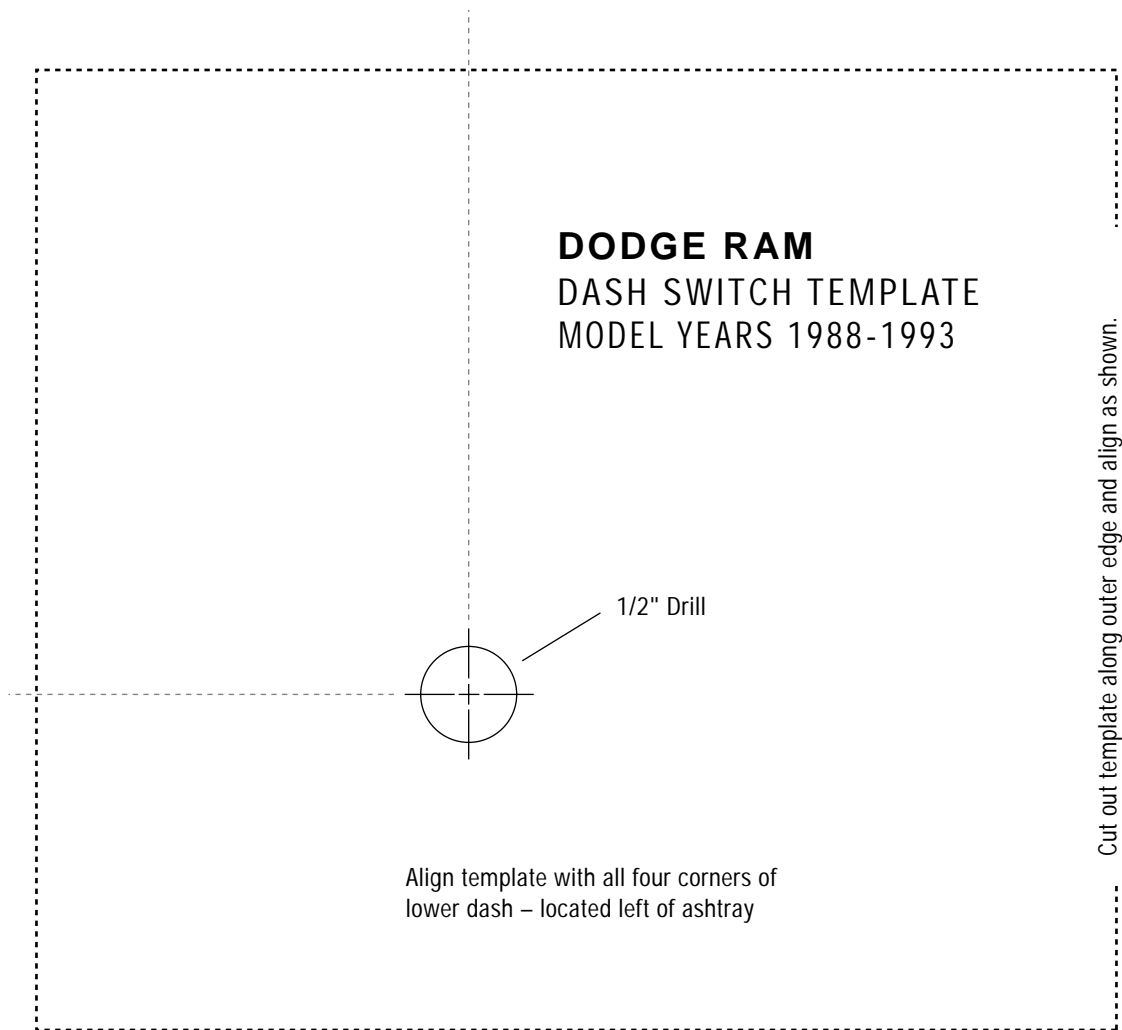 DODGE RAM
DASH SWITCH TEMPLATE
MODEL YEARS 1988-1993
Cut out template along outer edge and align as shown.
1/2" Drill
Align template with all four corners of
lower dash – located left of ashtray